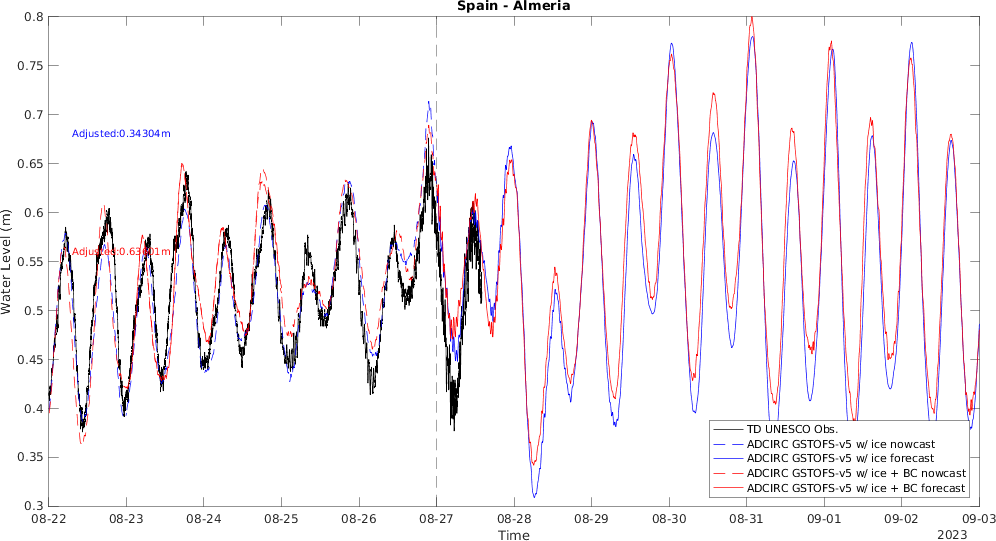 Spain - Almeria
Water Level (m)
0.8
0.75
0.7
0.65
0.6
0.55
0.5
0.45
0.4
0.35
0.3
Adjusted:0.34304m
TD UNESCO Obs.
ADCIRC GSTOFS-v5 w/ ice nowcast
ADCIRC GSTOFS-v5 w/ ice forecast
ADCIRC GSTOFS-v5 w/ ice + BC nowcast
ADCIRC GSTOFS-v5 w/ ice + BC forecast
08-22 08-23 08-24 08-25 08-26 08-27 08-28 08-29 08-30 08-31 09-01 09-02 09-03
Time
2023